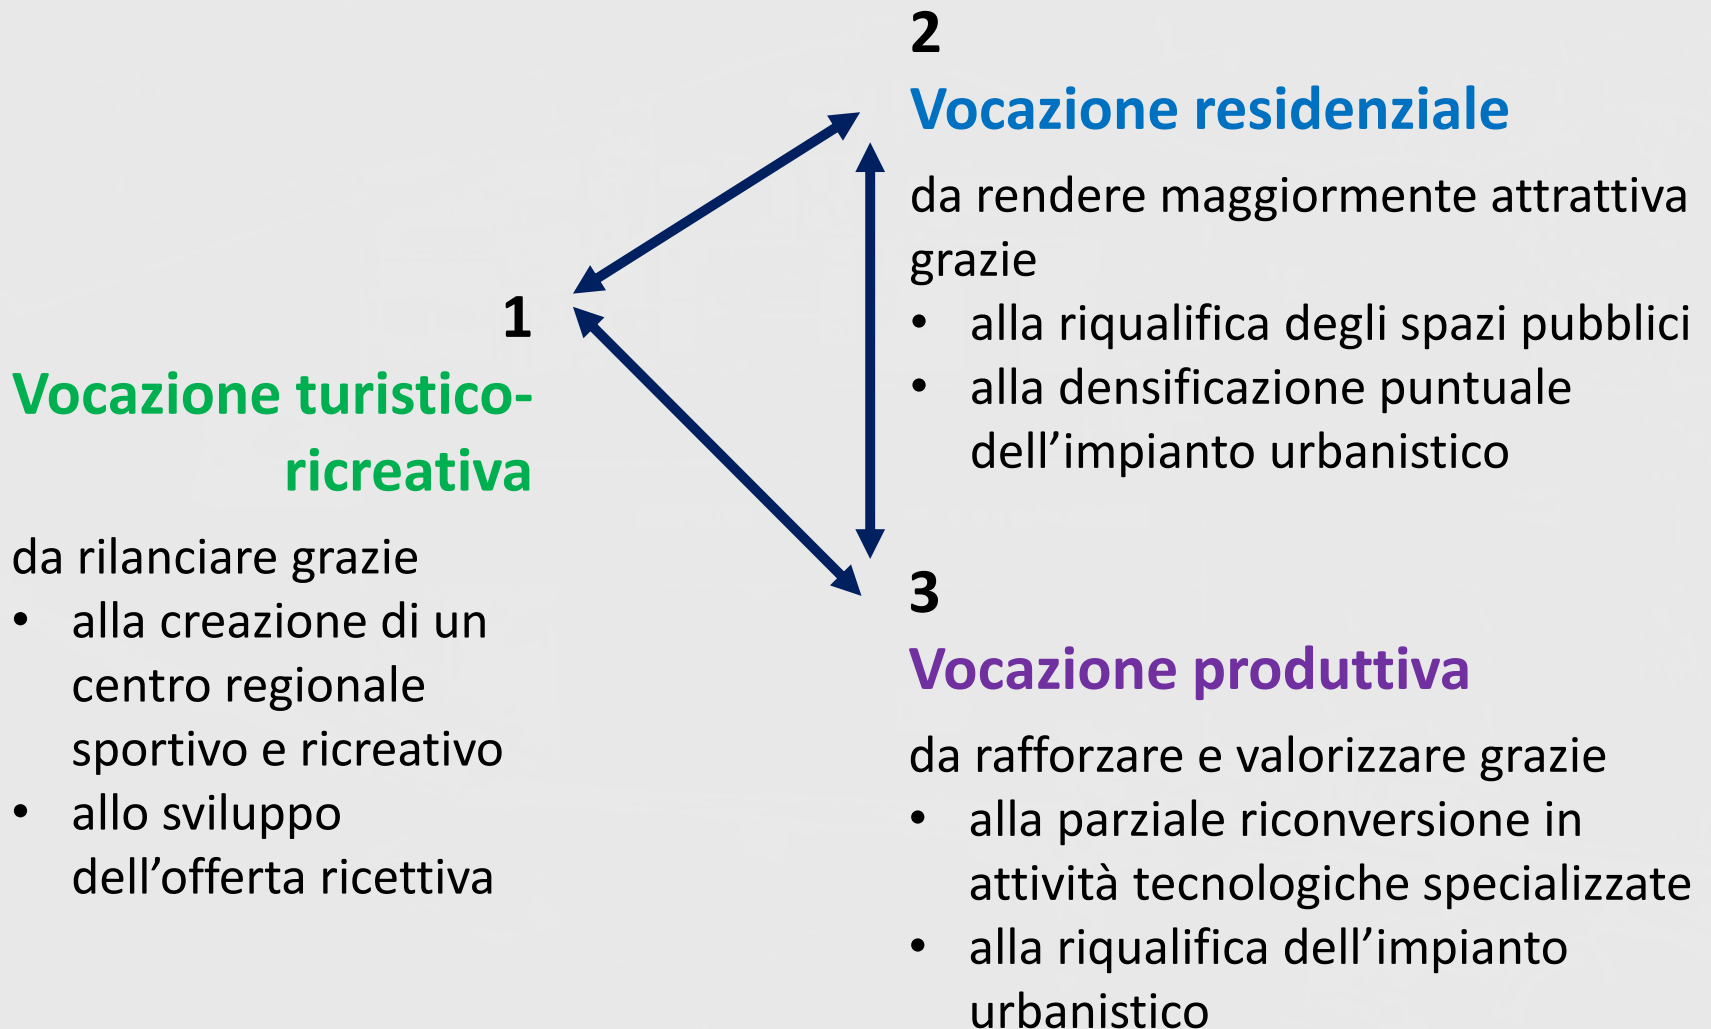 1
Vocazione turistico-
ricreativa
da rilanciare grazie
• alla creazione di un
centro regionale
sportivo e ricreativo
• allo sviluppo
dell’offerta ricettiva
2
Vocazione residenziale
da rendere maggiormente attrattiva
grazie
• alla riqualifica degli spazi pubblici
• alla densificazione puntuale
dell’impianto urbanistico
3
Vocazione produttiva
da rafforzare e valorizzare grazie
• alla parziale riconversione in
attività tecnologiche specializzate
• alla riqualifica dell’impianto
urbanistico